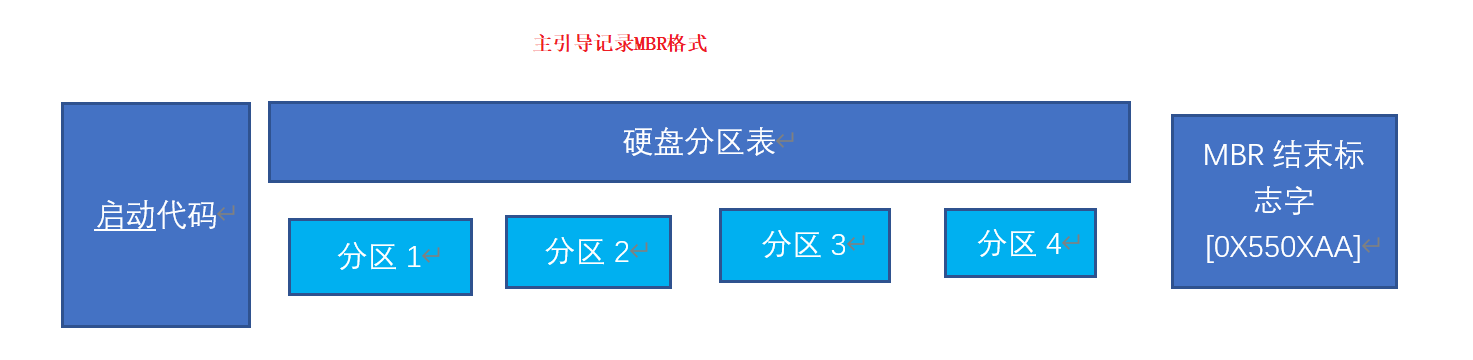 主引导记录MBR格式
启动代码
硬盘分区表
分区 1
分区 2
分区 3
分区 4
MBR 结束标
志字
[0X550XAA]